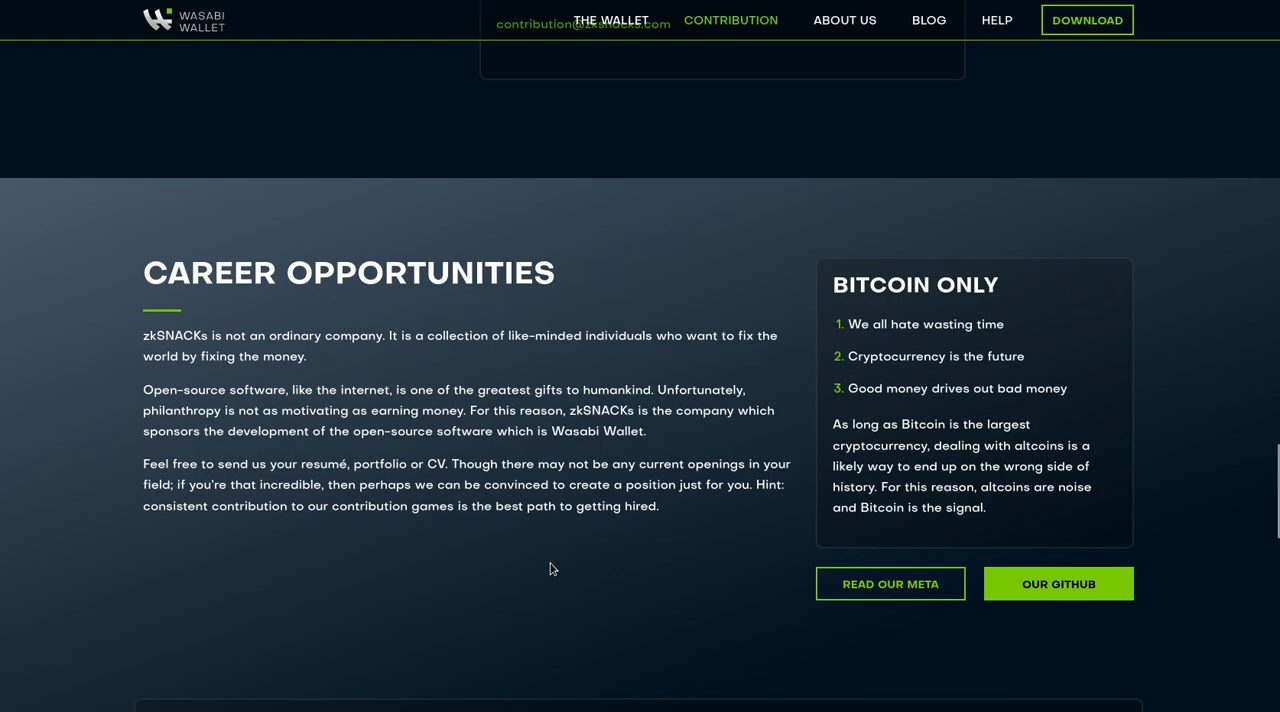 WASABI
WALLET
THE WALLET
CONTRIBUTION
ABOUT US
BLOG
HELP
DOWNLOAD
contribution@zksnacks.com
CAREER OPPORTUNITIES
zkSNACKs is not an ordinary company. It is a collection of like-minded individuals who want to fix the
world by fixing the money.
Open-source software, like the internet, is one of the greatest gifts to humankind. Unfortunately,
philanthropy is not as motivating as earning money. For this reason, zkSNACKs is the company which
sponsors the development of the open-source software which is Wasabi Wallet.
Feel free to send us your resumé, portfolio or CV. Though there may not be any current openings in your
field; if you're that incredible, then perhaps we can be convinced to create a position just for you. Hint:
consistent contribution to our contribution games is the best path to getting hired.
BITCOIN ONLY
1. We all hate wasting time
2. Cryptocurrency is the future
3. Good money drives out bad money
As long as Bitcoin is the largest
cryptocurrency, dealing with altcoins is a
likely way to end up on the wrong side of
history. For this reason, altcoins are noise
and Bitcoin is the signal.
READ OUR META
OUR GITHUB